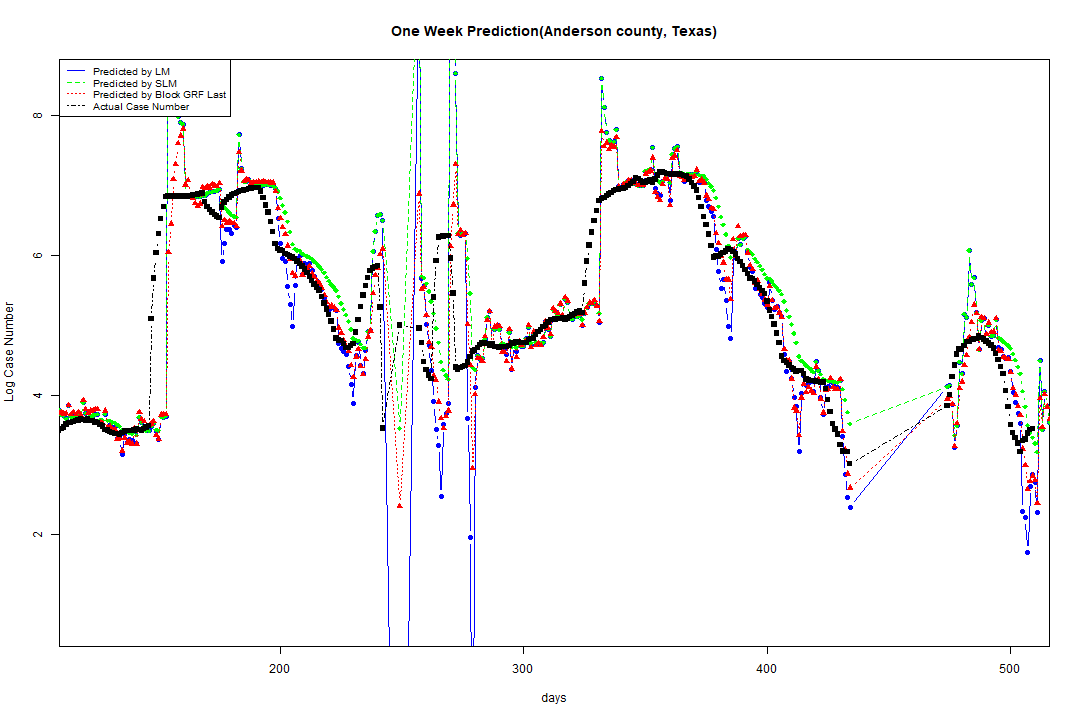 One Week Prediction(Anderson county, Texas)
Predicted by LM
Predicted by SLM
Predicted by Block GRF Last
Actual Case Number
Log Case Number
8
6
4
2
200
300
400
500
days